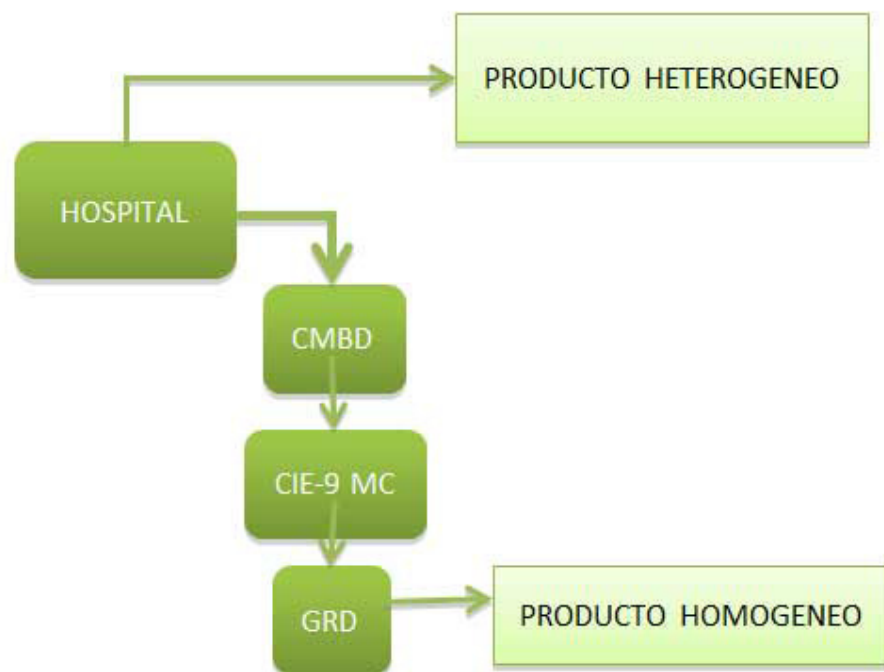 PRODUCTO HETEROGENEO
HOSPITAL
CMBD
CIE-9 MC
GRD
PRODUCTO HOMOGENEO